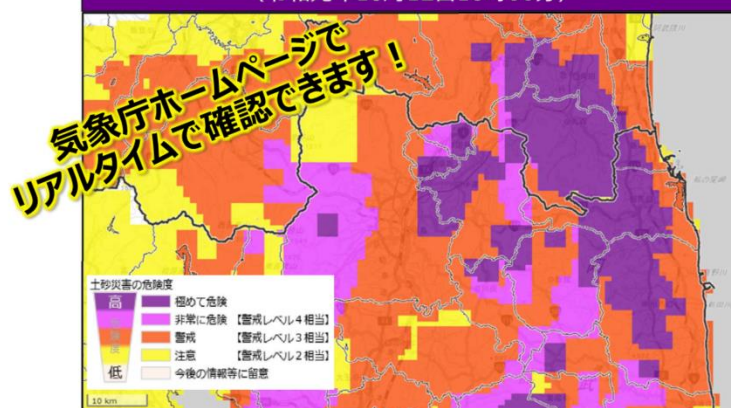 気象庁ホームページで
リアルタイムで確認できます！
土砂災害の危険度
高 極めて危険
非常に危険 【警戒レベル４相当】
警戒 【警戒レベル３相当】
注意 【警戒レベル２相当】
低 今後の情報等に留意
危険度
10 km